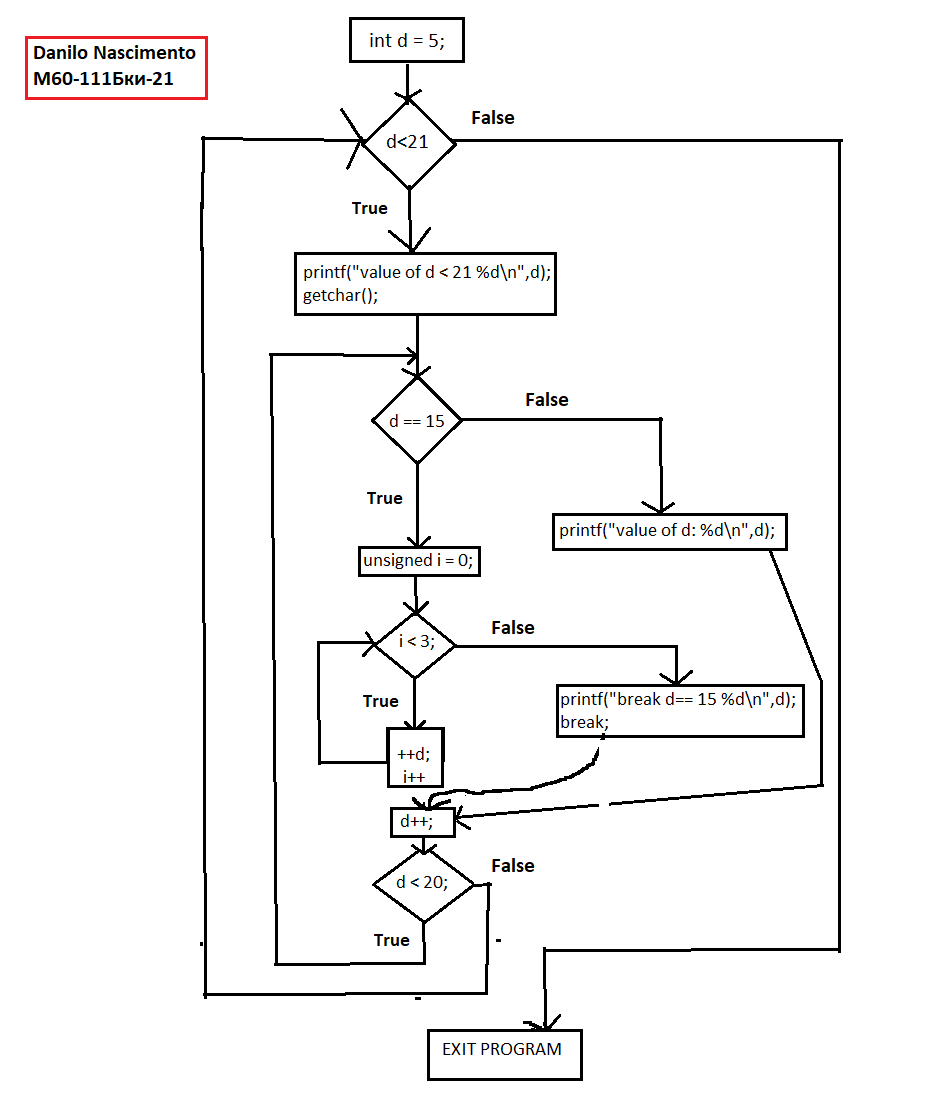 Danilo Nascimento
М60-111Бки-21
int d = 5;
d<21
False
True
printf("value of d < 21 %d\n",d);
getchar();
d == 15
False
True
printf("value of d: %d\n",d);
unsigned i = 0;
i < 3;
False
True
printf("break d== 15 %d\n",d);
break;
++d;
i++
d++;
d < 20;
False
True
EXIT PROGRAM